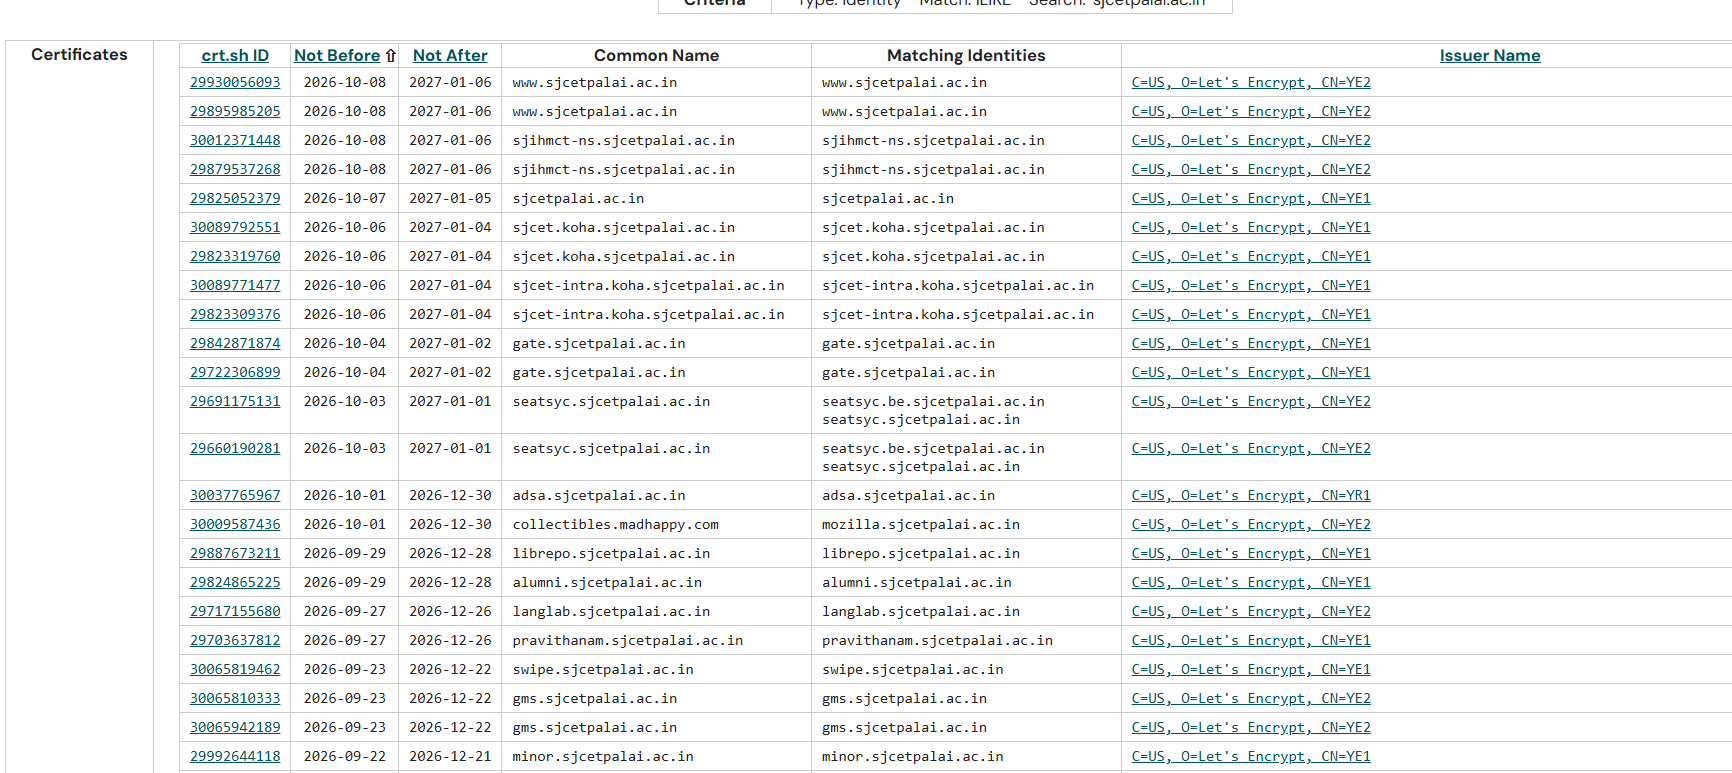 Criteria Type: Identity Match: ILIKE Search: 'sjcetpalai.ac.in'
Certificates crt.sh ID Not Before ⇧ Not After Common Name Matching Identities Issuer Name
29930056093 2026-10-08 2027-01-06 www.sjcetpalai.ac.in www.sjcetpalai.ac.in C=US, O=Let's Encrypt, CN=YE2
29895985205 2026-10-08 2027-01-06 www.sjcetpalai.ac.in www.sjcetpalai.ac.in C=US, O=Let's Encrypt, CN=YE2
30012371448 2026-10-08 2027-01-06 sjihmct-ns.sjcetpalai.ac.in sjihmct-ns.sjcetpalai.ac.in C=US, O=Let's Encrypt, CN=YE2
29879537268 2026-10-08 2027-01-06 sjihmct-ns.sjcetpalai.ac.in sjihmct-ns.sjcetpalai.ac.in C=US, O=Let's Encrypt, CN=YE2
29825052379 2026-10-07 2027-01-05 sjcetpalai.ac.in sjcetpalai.ac.in C=US, O=Let's Encrypt, CN=YE1
30089792551 2026-10-06 2027-01-04 sjcet.koha.sjcetpalai.ac.in sjcet.koha.sjcetpalai.ac.in C=US, O=Let's Encrypt, CN=YE1
29823319760 2026-10-06 2027-01-04 sjcet.koha.sjcetpalai.ac.in sjcet.koha.sjcetpalai.ac.in C=US, O=Let's Encrypt, CN=YE1
30089771477 2026-10-06 2027-01-04 sjcet-intra.koha.sjcetpalai.ac.in sjcet-intra.koha.sjcetpalai.ac.in C=US, O=Let's Encrypt, CN=YE1
29823309376 2026-10-06 2027-01-04 sjcet-intra.koha.sjcetpalai.ac.in sjcet-intra.koha.sjcetpalai.ac.in C=US, O=Let's Encrypt, CN=YE1
29842871874 2026-10-04 2027-01-02 gate.sjcetpalai.ac.in gate.sjcetpalai.ac.in C=US, O=Let's Encrypt, CN=YE1
29722306899 2026-10-04 2027-01-02 gate.sjcetpalai.ac.in gate.sjcetpalai.ac.in C=US, O=Let's Encrypt, CN=YE1
29691175131 2026-10-03 2027-01-01 seatsyc.sjcetpalai.ac.in seatsyc.be.sjcetpalai.ac.in C=US, O=Let's Encrypt, CN=YE2
seatsyc.sjcetpalai.ac.in
29660190281 2026-10-03 2027-01-01 seatsyc.sjcetpalai.ac.in seatsyc.be.sjcetpalai.ac.in C=US, O=Let's Encrypt, CN=YE2
seatsyc.sjcetpalai.ac.in
30037765967 2026-10-01 2026-12-30 adsa.sjcetpalai.ac.in adsa.sjcetpalai.ac.in C=US, O=Let's Encrypt, CN=YR1
30009587436 2026-10-01 2026-12-30 collectibles.madhappy.com mozilla.sjcetpalai.ac.in C=US, O=Let's Encrypt, CN=YE2
29887673211 2026-09-29 2026-12-28 librepo.sjcetpalai.ac.in librepo.sjcetpalai.ac.in C=US, O=Let's Encrypt, CN=YE1
29824865225 2026-09-29 2026-12-28 alumni.sjcetpalai.ac.in alumni.sjcetpalai.ac.in C=US, O=Let's Encrypt, CN=YE1
29717155680 2026-09-27 2026-12-26 langlab.sjcetpalai.ac.in langlab.sjcetpalai.ac.in C=US, O=Let's Encrypt, CN=YE2
29703637812 2026-09-27 2026-12-26 pravithanam.sjcetpalai.ac.in pravithanam.sjcetpalai.ac.in C=US, O=Let's Encrypt, CN=YE1
30065819462 2026-09-23 2026-12-22 swipe.sjcetpalai.ac.in swipe.sjcetpalai.ac.in C=US, O=Let's Encrypt, CN=YE1
30065810333 2026-09-23 2026-12-22 gms.sjcetpalai.ac.in gms.sjcetpalai.ac.in C=US, O=Let's Encrypt, CN=YE2
30065942189 2026-09-23 2026-12-22 gms.sjcetpalai.ac.in gms.sjcetpalai.ac.in C=US, O=Let's Encrypt, CN=YE2
29992644118 2026-09-22 2026-12-21 minor.sjcetpalai.ac.in minor.sjcetpalai.ac.in C=US, O=Let's Encrypt, CN=YE1